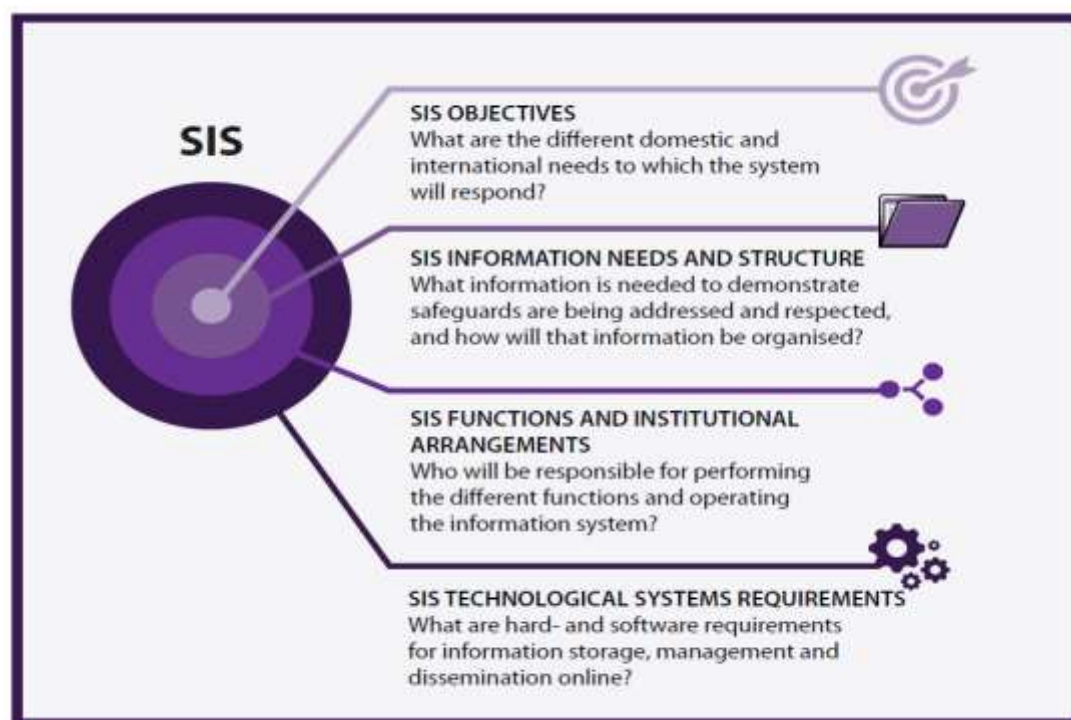 SIS
SIS OBJECTIVES
What are the different domestic and
international needs to which the system
will respond?
SIS INFORMATION NEEDS AND STRUCTURE
What information is needed to demonstrate
safeguards are being addressed and respected,
and how will that information be organised?
SIS FUNCTIONS AND INSTITUTIONAL
ARRANGEMENTS
Who will be responsible for performing
the different functions and operating
the information system?
SIS TECHNOLOGICAL SYSTEMS REQUIREMENTS
What are hard- and software requirements
for information storage, management and
dissemination online?